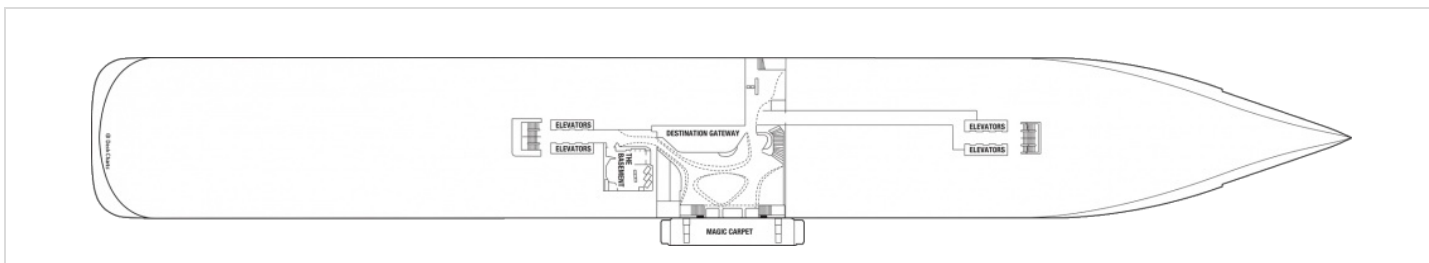 ELEVATORS
ELEVATORS
THE
BASEMENT
DESTINATION GATEWAY
MAGIC CARPET
ELEVATORS
ELEVATORS